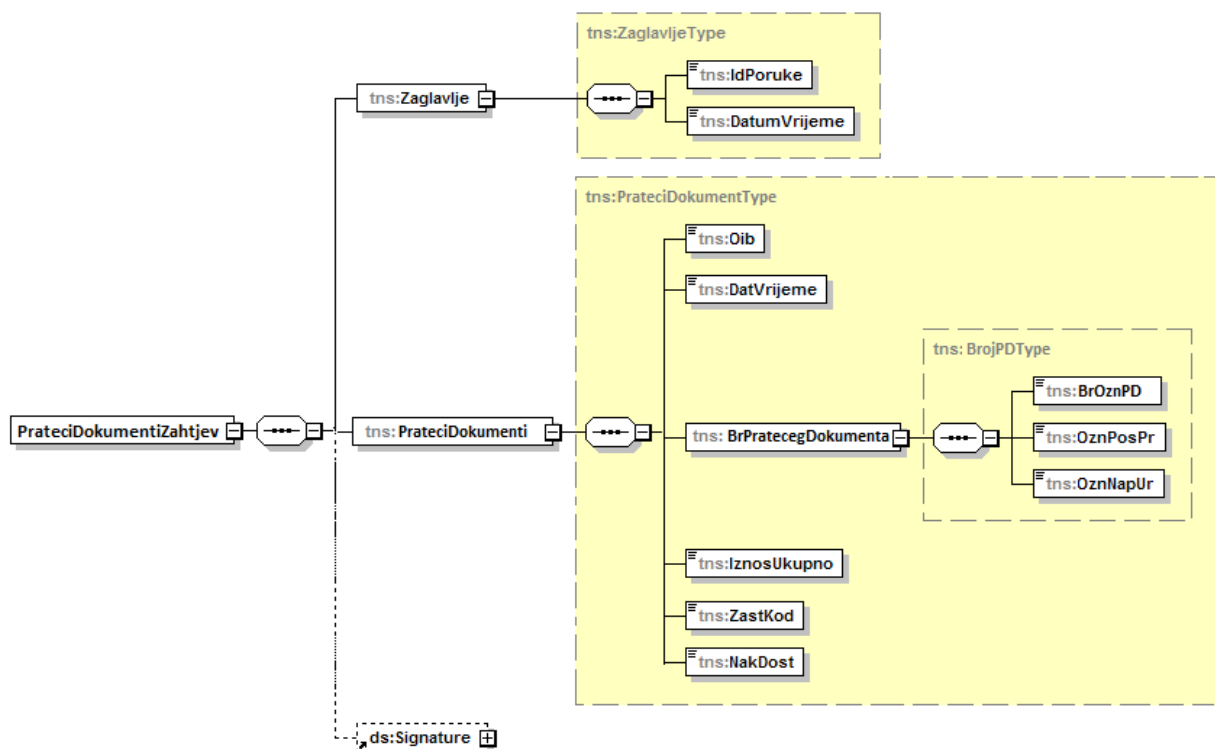 tns:ZaglavljeType
tns:IdPoruke
tns:Zaglavlje
tns:DatumVrijeme
tns:PrateciDokumentType
tns:Oib
tns:DatVrijeme
tns: BrojPDType
tns:BrOznPD
PrateciDokumentiZahtjev
tns: PrateciDokumenti
tns: BrPratecegDokumenta
tns:OznPosPr
tns:OznNapUr
tns:IznosUkupno
tns:ZastKod
tns:NakDost
ds:Signature